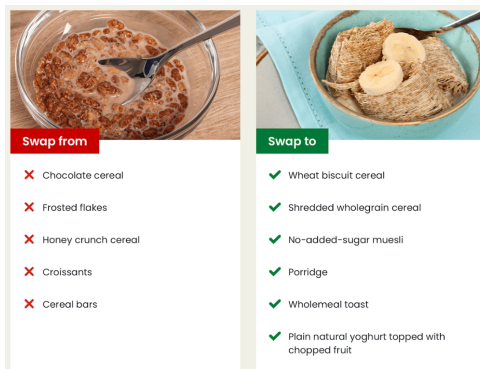 Swap from
Chocolate cereal
Frosted flakes
Honey crunch cereal
Croissants
Cereal bars
Swap to
Wheat biscuit cereal
Shredded wholegrain cereal
No-added-sugar muesli
Porridge
Wholemeal toast
Plain natural yoghurt topped with
chopped fruit